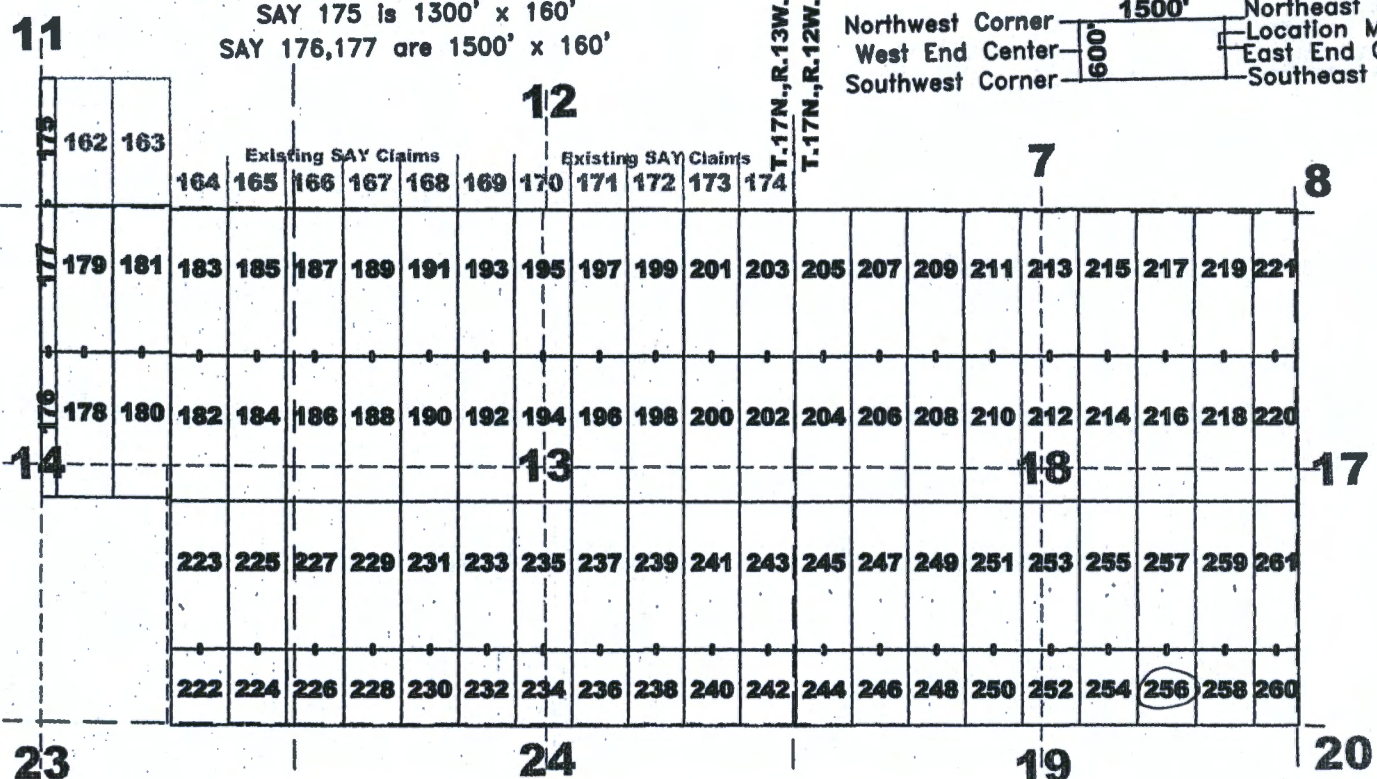 SAY 175 is 1300' x 160'
SAY 176,177 are 1500' x 160'
T.17N.,R.13W.
T.17N.,R.12W.
1500'
600'
Northwest Corner
West End Center
Southwest Corner
Northeast
Location
East End
Southeast
11
12
7
8
175 162 163
Existing SAY Claims
Existing SAY Claims
164 165 166 167 168 169 170 171 172 173 174
177 179 181 183 185 187 189 191 193 195 197 199 201 203 205 207 209 211 213 215 217 219 221
176 178 180 182 184 186 188 190 192 194 196 198 200 202 204 206 208 210 212 214 216 218 220
14 13 18 17
223 225 227 229 231 233 235 237 239 241 243 245 247 249 251 253 255 257 259 261
222 224 226 228 230 232 234 236 238 240 242 244 246 248 250 252 254 256 258 260
23 24 19 20